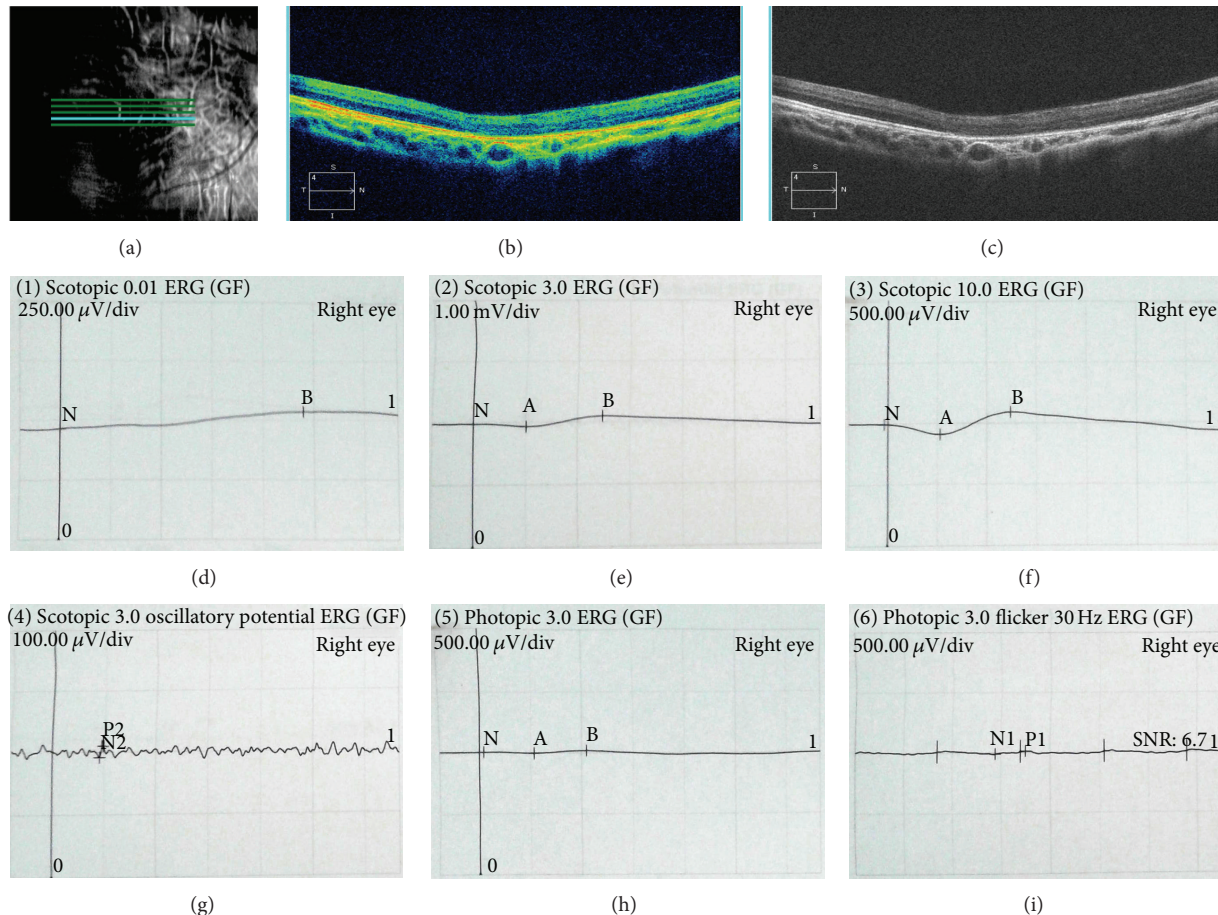 S
4
T
N
I
S
4
T
N
I
(a)
(b)
(c)
(1) Scotopic 0.01 ERG (GF)
250.00 μV/div
Right eye
N
B
1
0
(2) Scotopic 3.0 ERG (GF)
1.00 mV/div
Right eye
N
A
B
1
0
(3) Scotopic 10.0 ERG (GF)
500.00 μV/div
Right eye
N
A
B
1
0
(d)
(e)
(f)
(4) Scotopic 3.0 oscillatory potential ERG (GF)
100.00 μV/div
Right eye
P2
N2
1
0
(5) Photopic 3.0 ERG (GF)
500.00 μV/div
Right eye
N
A
B
1
0
(6) Photopic 3.0 flicker 30 Hz ERG (GF)
500.00 μV/div
Right eye
N1
P1
SNR: 6.71
(g)
(h)
(i)